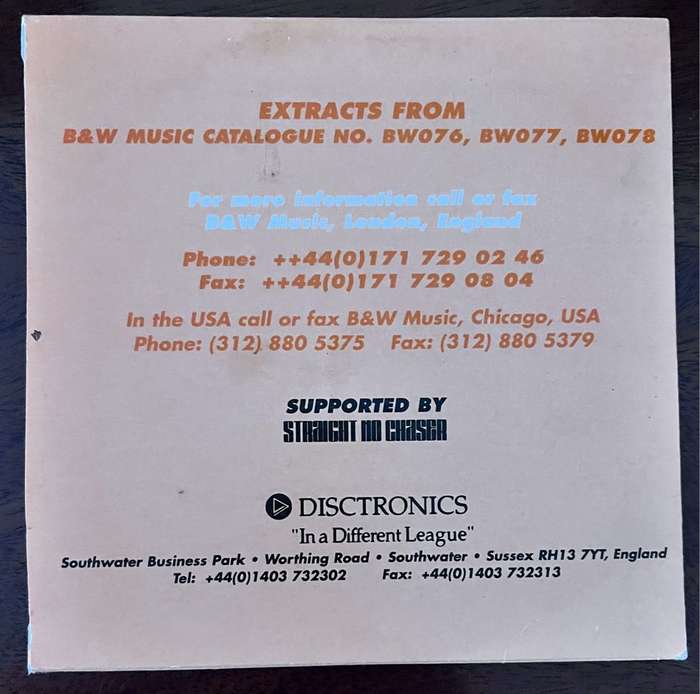 EXTRACTS FROM
B&W MUSIC CATALOGUE NO. BW076, BW077, BW078
For more information call or fax
B&W Music, London, England
Phone: ++44(0)171 729 02 46
Fax: ++44(0)171 729 08 04
In the USA call or fax B&W Music, Chicago, USA
Phone: (312) 880 5375 Fax: (312) 880 5379
SUPPORTED BY
STRAIGHT NO CHASER
DISCTRONICS
"In a Different League"
Southwater Business Park • Worthing Road • Southwater • Sussex RH13 7YT, England
Tel: +44(0)1403 732302 Fax: +44(0)1403 732313